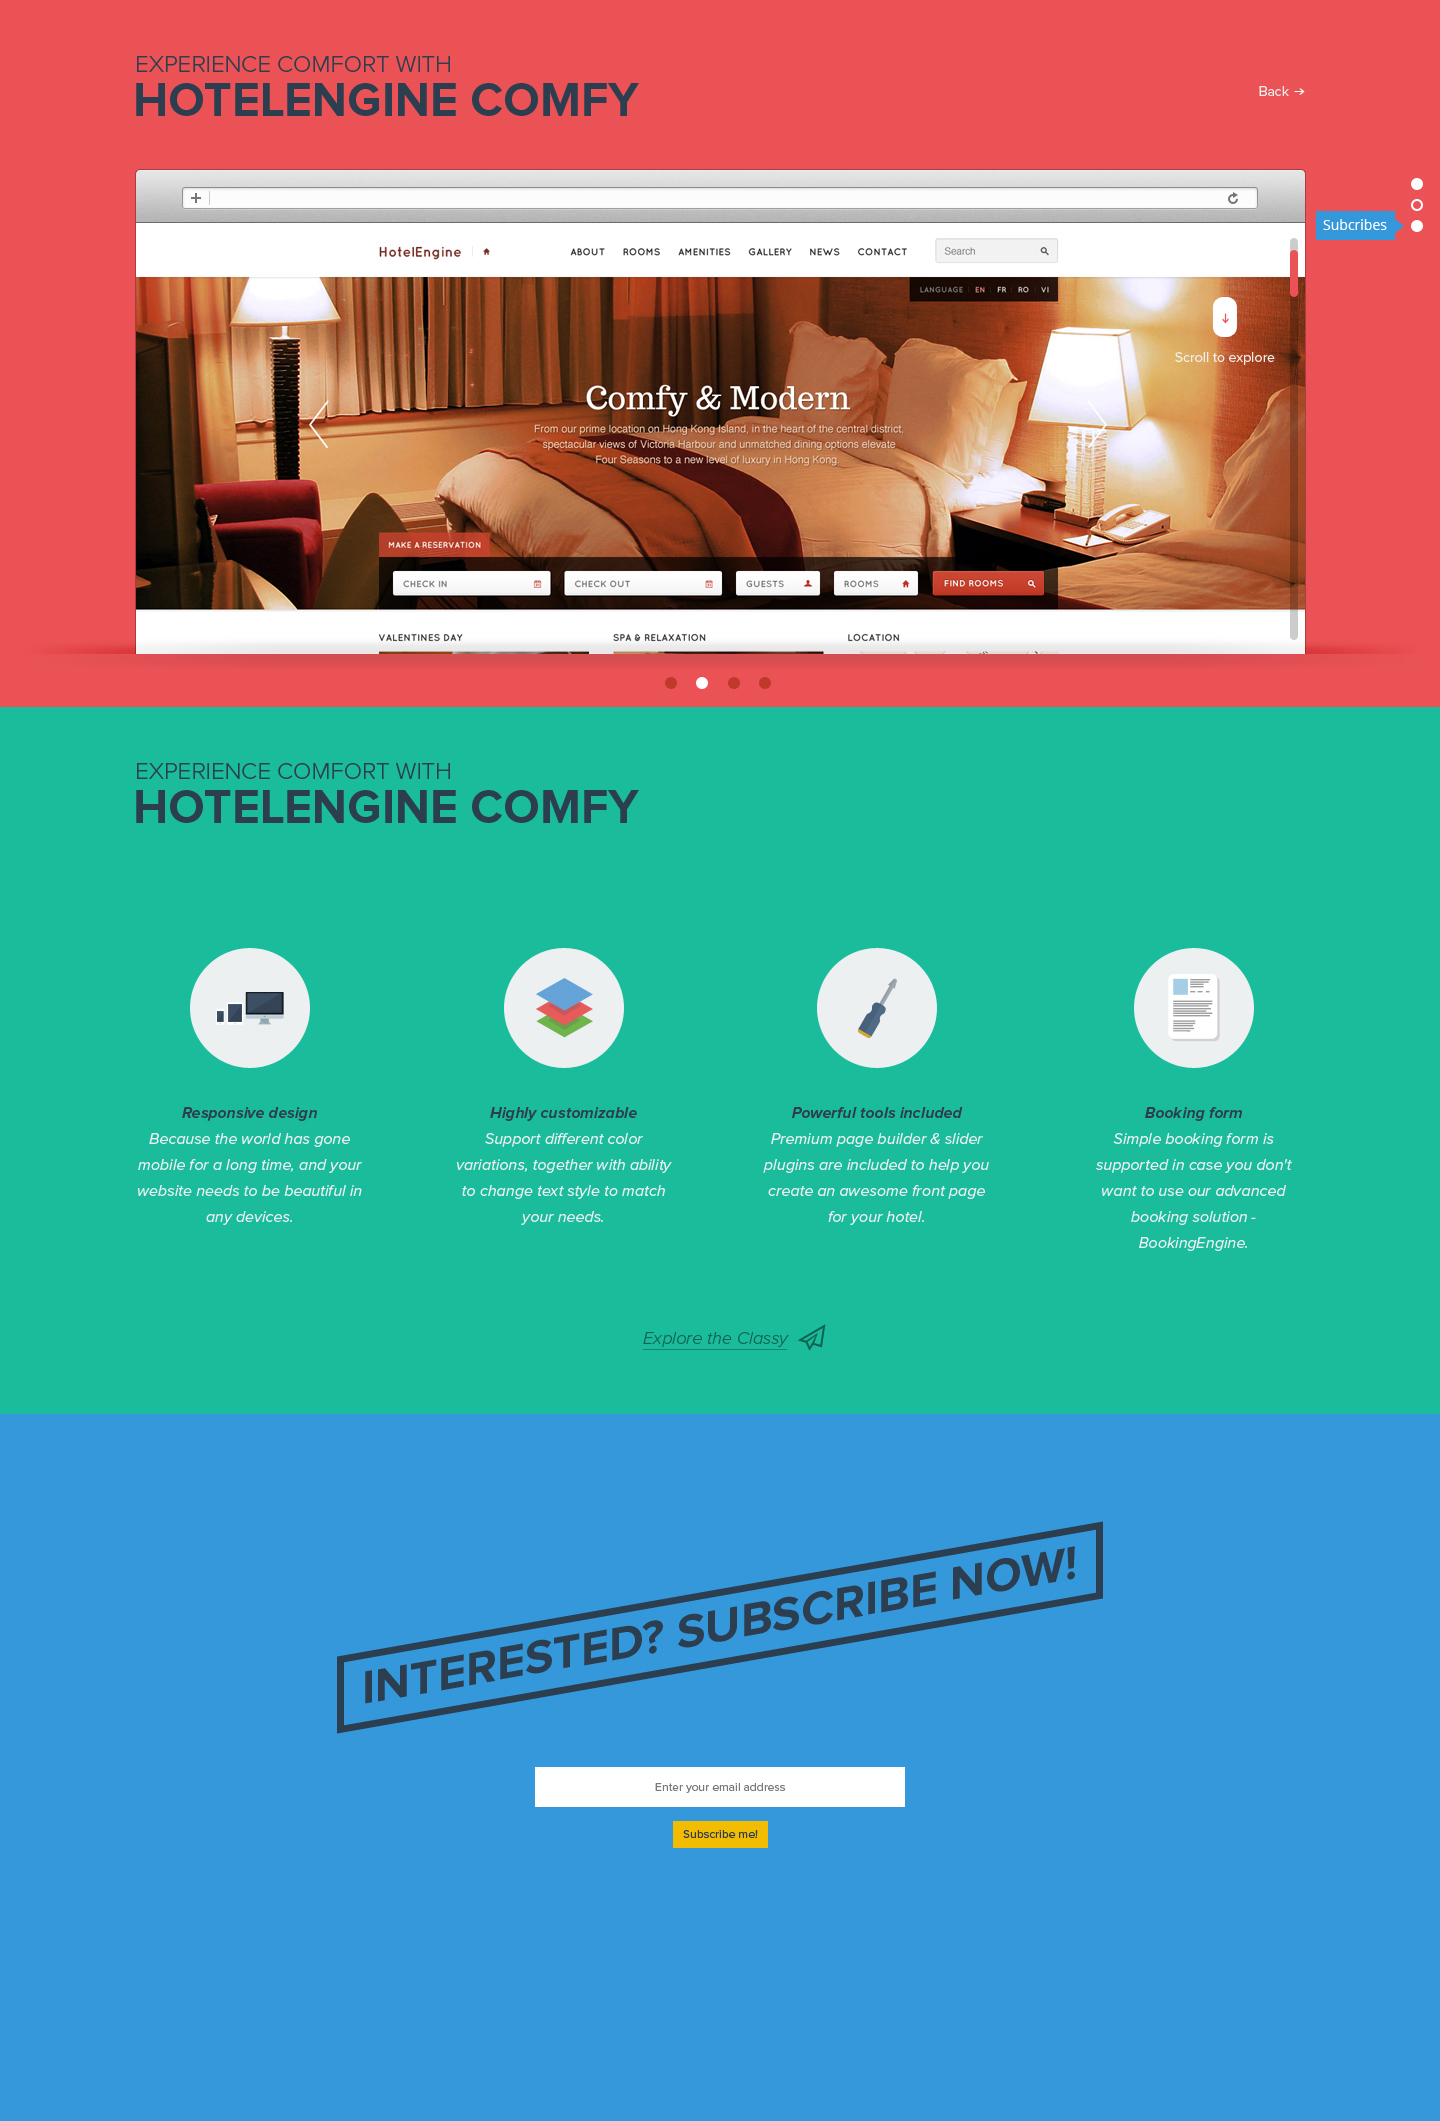 EXPERIENCE COMFORT WITH
HOTELENGINE COMFY
Back →
Subcribes
HotelEngine
ABOUT ROOMS AMENITIES GALLERY NEWS CONTACT
Search
LANGUAGE EN FR RO VI
Scroll to explore
Comfy & Modern
From our prime location on Hong Kong Island, in the heart of the central district,
spectacular views of Victoria Harbour and unmatched dining options elevate
Four Seasons to a new level of luxury in Hong Kong.
MAKE A RESERVATION
CHECK IN CHECK OUT GUESTS ROOMS FIND ROOMS
VALENTINES DAY SPA & RELAXATION LOCATION
EXPERIENCE COMFORT WITH
HOTELENGINE COMFY
Responsive design
Because the world has gone
mobile for a long time, and your
website needs to be beautiful in
any devices.
Highly customizable
Support different color
variations, together with ability
to change text style to match
your needs.
Powerful tools included
Premium page builder & slider
plugins are included to help you
create an awesome front page
for your hotel.
Booking form
Simple booking form is
supported in case you don't
want to use our advanced
booking solution -
BookingEngine.
Explore the Classy
INTERESTED? SUBSCRIBE NOW!
Enter your email address
Subscribe me!